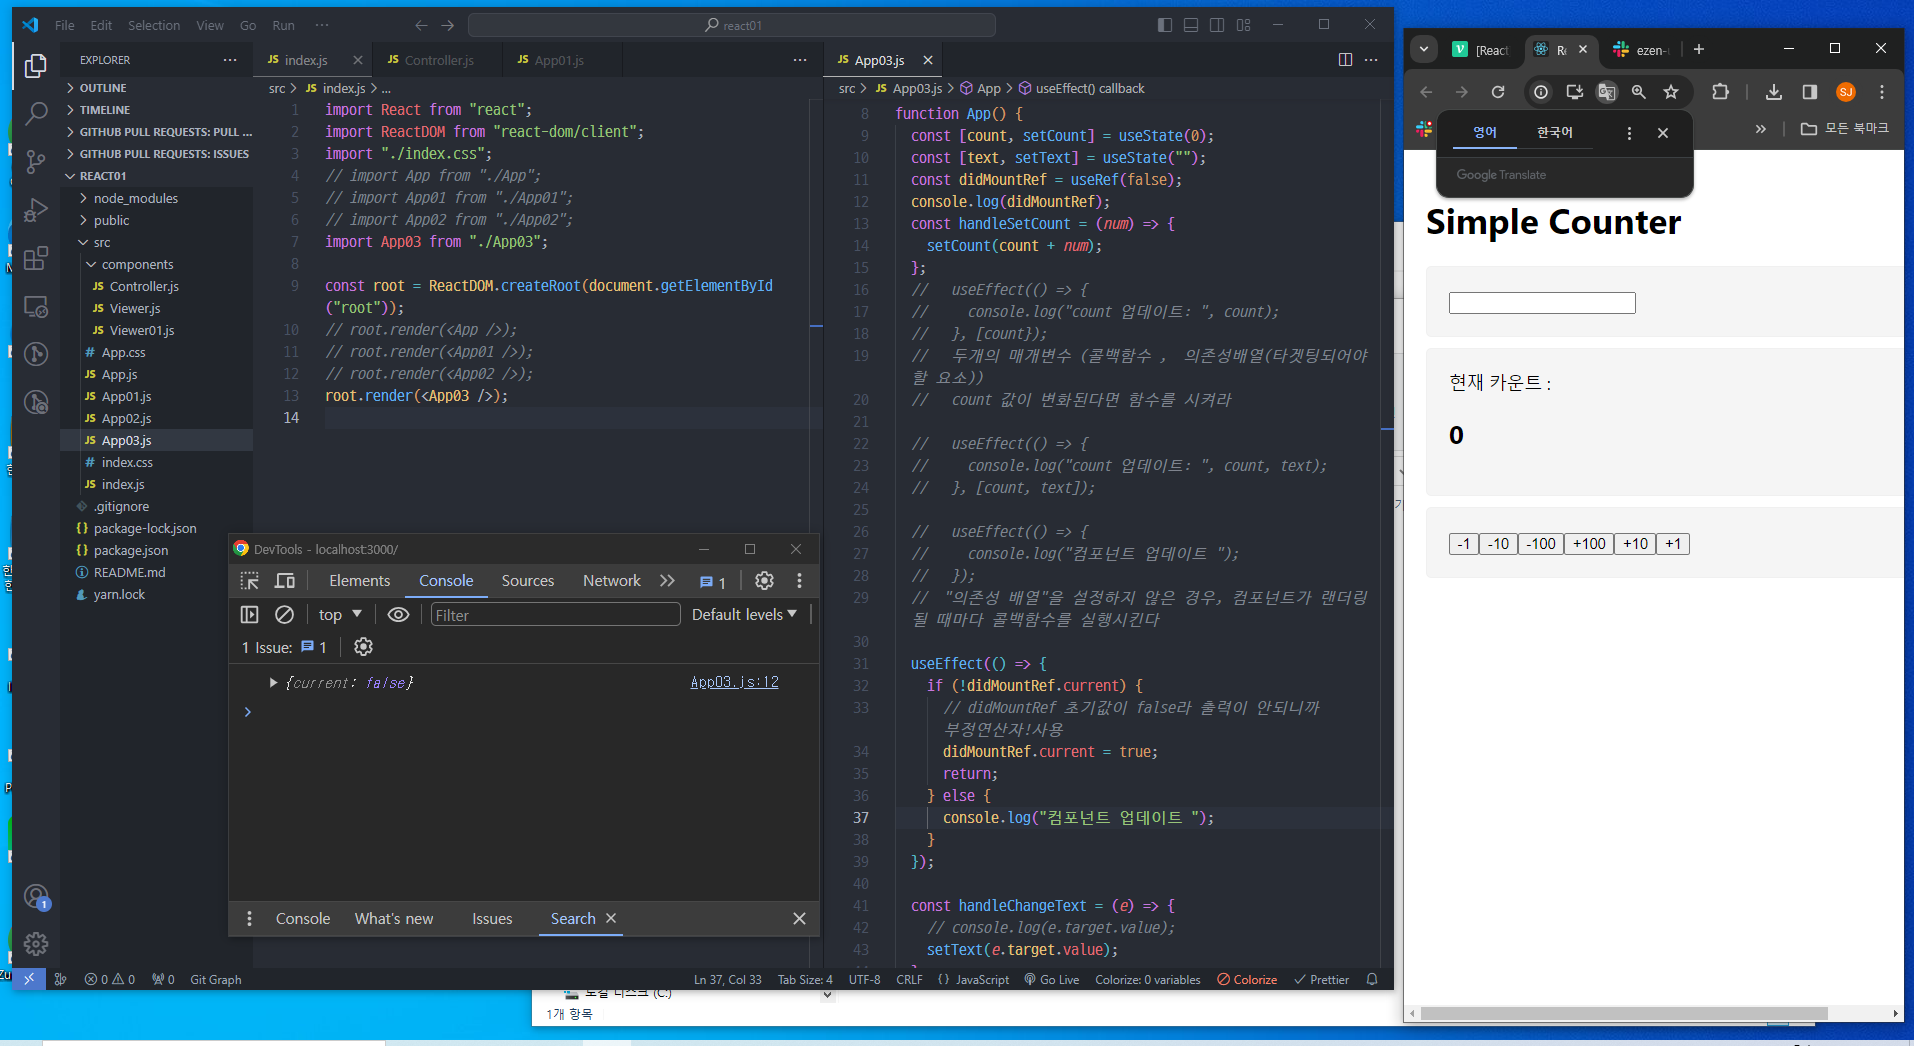 File Edit Selection View Go Run ···
react01
EXPLORER
OUTLINE
TIMELINE
GITHUB PULL REQUESTS: PULL ...
GITHUB PULL REQUESTS: ISSUES
REACT01
node_modules
public
src
components
JS Controller.js
JS Viewer.js
JS Viewer01.js
# App.css
JS App.js
JS App01.js
JS App02.js
JS App03.js
# index.css
JS index.js
.gitignore
{} package-lock.json
{} package.json
README.md
yarn.lock
JS index.js
JS Controller.js
JS App01.js
src > JS index.js > ...
1 import React from "react";
2 import ReactDOM from "react-dom/client";
3 import "./index.css";
4 // import App from "./App";
5 // import App01 from "./App01";
6 // import App02 from "./App02";
7 import App03 from "./App03";
8
9 const root = ReactDOM.createRoot(document.getElementById
("root"));
10 // root.render(<App />);
11 // root.render(<App01 />);
12 // root.render(<App02 />);
13 root.render(<App03 />);
14
JS App03.js
src > JS App03.js > App > useEffect() callback
8 function App() {
9 const [count, setCount] = useState(0);
10 const [text, setText] = useState("");
11 const didMountRef = useRef(false);
12 console.log(didMountRef);
13 const handleSetCount = (num) => {
14 setCount(count + num);
15 };
16 // useEffect(() => {
17 // console.log("count 업데이트: ", count);
18 // }, [count});
19 // 두개의 매개변수 (콜백함수 , 의존성배열(타겟팅되어야
할 요소))
20 // count 값이 변화된다면 함수를 시켜라
21
22 // useEffect(() => {
23 // console.log("count 업데이트: ", count, text);
24 // }, [count, text]);
25
26 // useEffect(() => {
27 // console.log("컴포넌트 업데이트 ");
28 // });
29 // "의존성 배열"을 설정하지 않은 경우, 컴포넌트가 랜더링
될 때마다 콜백함수를 실행시킨다
30
31 useEffect(() => {
32 if (!didMountRef.current) {
33 // didMountRef 초기값이 false라 출력이 안되니까
부정연산자!사용
34 didMountRef.current = true;
35 return;
36 } else {
37 console.log("컴포넌트 업데이트 ");
38 }
39 });
40
41 const handleChangeText = (e) => {
42 // console.log(e.target.value);
43 setText(e.target.value);
DevTools - localhost:3000/
Elements Console Sources Network 1
top Filter Default levels
1 Issue: 1
{current: false} App03.js:12
Console What's new Issues Search
0 0 0 Git Graph
Ln 37, Col 33 Tab Size: 4 UTF-8 CRLF {} JavaScript Go Live Colorize: 0 variables Colorize Prettier
1
로컬 디스크 (C:)
1개 항목
[React
ezen-
SJ
모든 북마크
영어 한국어
Google Translate
Simple Counter
현재 카운트 :
0
-1 -10 -100 +100 +10 +1